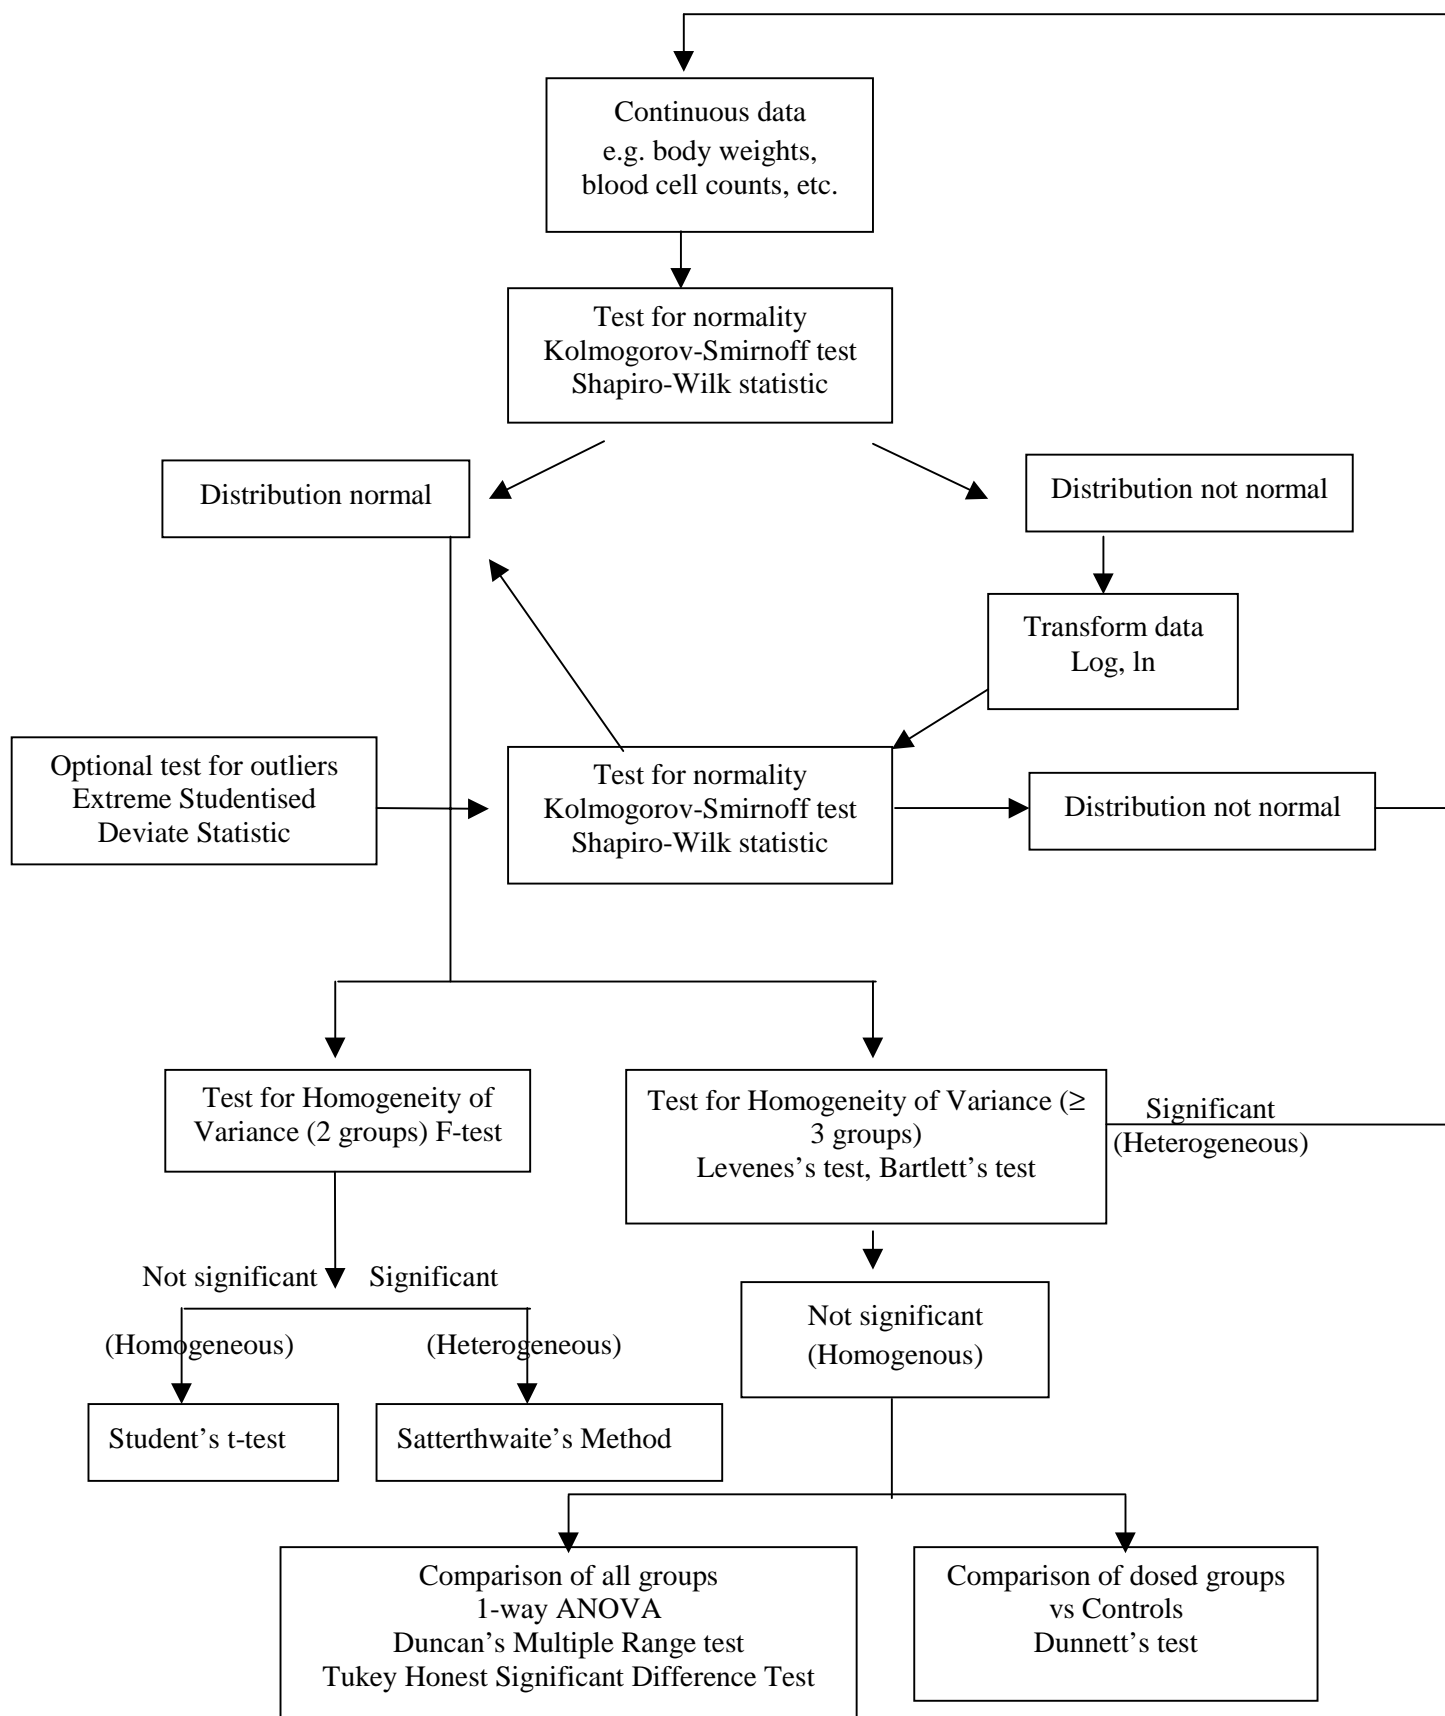 Continuous data
e.g. body weights,
blood cell counts, etc.
Test for normality
Kolmogorov-Smirnoff test
Shapiro-Wilk statistic
Distribution normal
Distribution not normal
Transform data
Log, ln
Optional test for outliers
Extreme Studentised
Deviate Statistic
Test for normality
Kolmogorov-Smirnoff test
Shapiro-Wilk statistic
Distribution not normal
Test for Homogeneity of
Variance (2 groups) F-test
Test for Homogeneity of Variance (≥
3 groups)
Levenes’s test, Bartlett’s test
Significant
(Heterogeneous)
Not significant
Significant
(Homogeneous)
(Heterogeneous)
Not significant
(Homogenous)
Student’s t-test
Satterthwaite’s Method
Comparison of all groups
1-way ANOVA
Duncan’s Multiple Range test
Tukey Honest Significant Difference Test
Comparison of dosed groups
vs Controls
Dunnett’s test